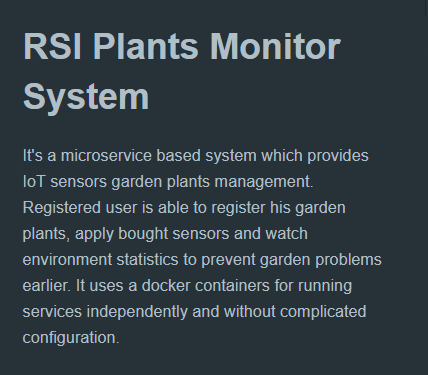 RSI Plants Monitor
System
It's a microservice based system which provides
IoT sensors garden plants management.
Registered user is able to register his garden
plants, apply bought sensors and watch
environment statistics to prevent garden problems
earlier. It uses a docker containers for running
services independently and without complicated
configuration.